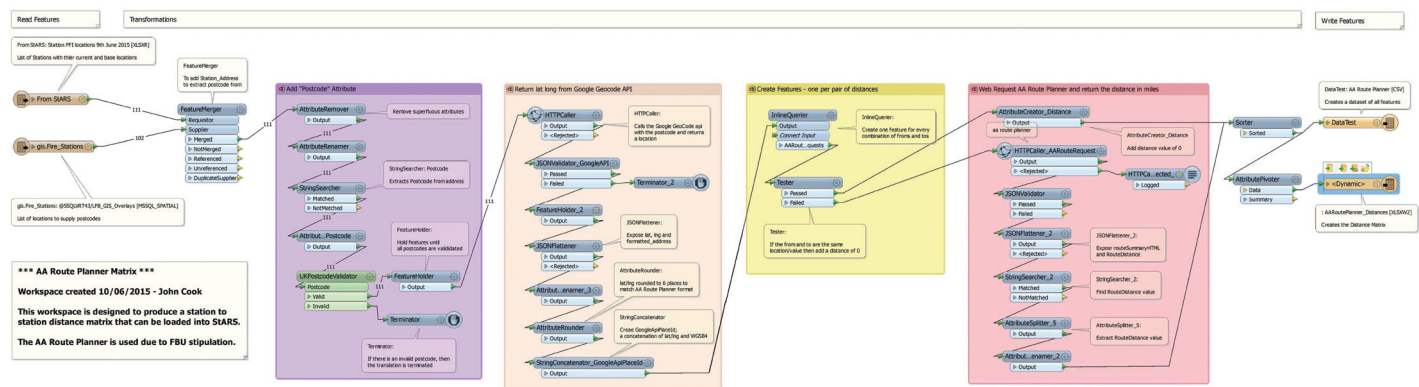 Read Features
Transformations
Write Features
From StARS: Station PFI locations 9th June 2015 [XLSXR]
List of Stations with thier current and base locations
From StARS
111
gis.Fire_Stations
102
gis.Fire_Stations: @SSQLVRT43/LFB_GIS_Overlays [MSSQL_SPATIAL]
List of locations to supply postcodes
FeatureMerger
To add Station_Address
to extract postcode from
FeatureMerger
Requestor
Supplier
Merged
NotMerged
Referenced
Unreferenced
DuplicateSupplier
111
*** AA Route Planner Matrix ***
Workspace created 10/06/2015 - John Cook
This workspace is designed to produce a station to
station distance matrix that can be loaded into StARS.
The AA Route Planner is used due to FBU stipulation.
Add "Postcode" Attribute
AttributeRemover
Output
Remove superfluous attributes
111
AttributeRenamer
Output
111
StringSearcher
Matched
NotMatched
StringSearcher: Postcode
Extracts Postcode from address
111
Attribut...Postcode
Output
111
FeatureHolder:
Hold features until
all postcodes are validated
UKPostcodeValidator
Postcode
Valid
Invalid
111
FeatureHolder
Output
Terminator
Terminator:
If there is an invalid postcode, then
the translation is terminated
111
Return lat long from Google Geocode API
HTTPCaller
Output
<Rejected>
HTTPCaller:
Calls the Google GeoCode api
with the postcode and returns
a location
JSONValidator_GoogleAPI
Passed
Failed
Terminator_2
FeatureHolder_2
Output
JSONFlattener
Output
<Rejected>
JSONFlattener:
Expose lat, lng and
formatted_address
Attribut...enamer_3
Output
AttributeRounder:
lat/lng rounded to 6 places to
match AA Route Planner format
AttributeRounder
Output
StringConcatenator
Creae GoogleApiPlaceId;
a concatenation of lat/lng and WGS84
StringConcatenator_GoogleApiPlaceId
Output
Create Features - one per pair of distances
InlineQuerier
Output
Connect Input
AARout...quests
InlineQuerier:
Create one feature for every
combination of froms and tos
Tester
Passed
Failed
Tester:
If the from and to are the same
location/value then add a distance of 0
Web Request AA Route Planner and return the distance in miles
AttributeCreator_Distance
Output
aa route planner
AttributeCreator_Distance
Add distance value of 0
HTTPCaller_AARouteRequest
Output
<Rejected>
HTTPCa...ected_
Logged
JSONValidator
Passed
Failed
JSONFlattener_2
Output
<Rejected>
JSONFlattener_2:
Expose routeSummaryHTML
and RouteDistance
StringSearcher_2
Matched
NotMatched
StringSearcher_2:
Find RouteDistance value
AttributeSplitter_5
Output
AttributeSplitter_5:
Extract RouteDistance value
Attribut...enamer_2
Output
Sorter
Sorted
AttributePivoter
Data
Summary
DataTest: AA Route Planner [CSV]
Creates a dataset of all features
DataTest
<Dynamic>
: AARoutePlanner_Distances [XLSXW2]
Creates the Distance Matrix